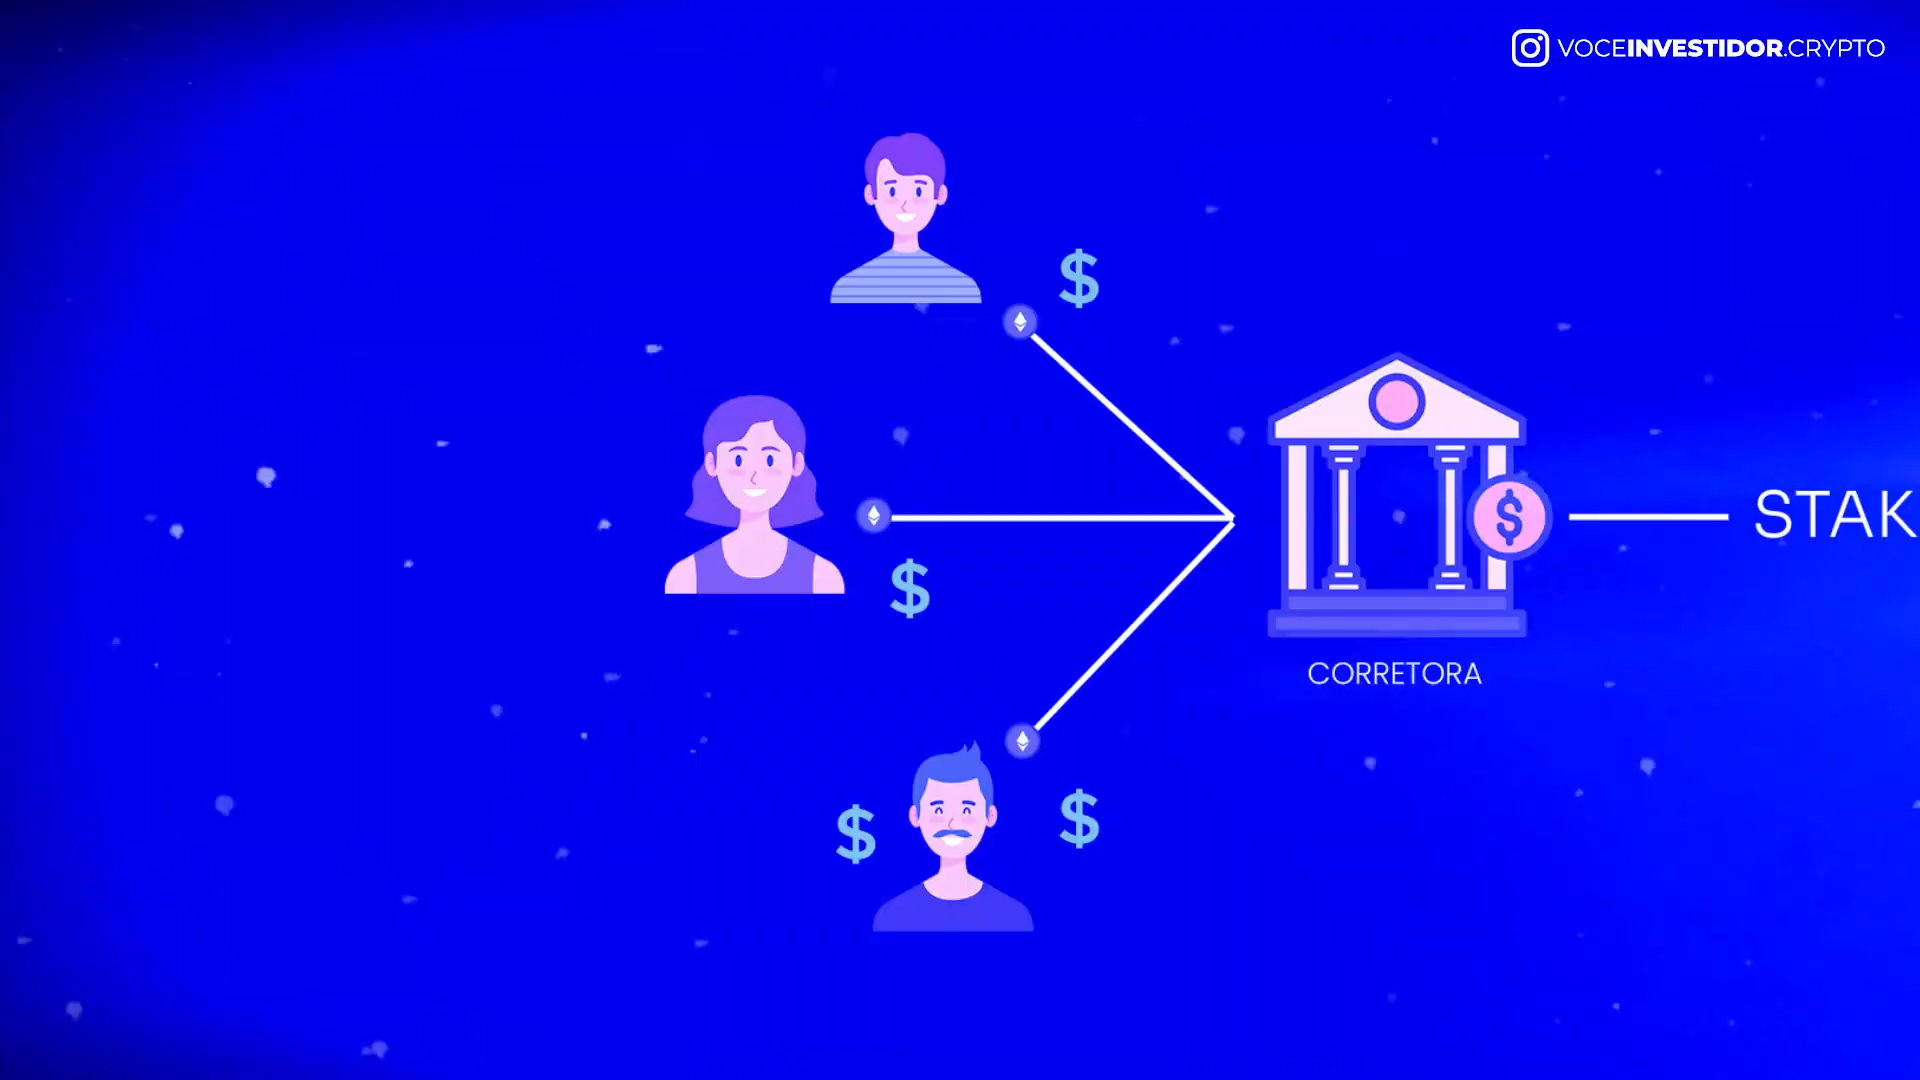 VOCEINVESTIDOR.CRYPTO
$
$
STAK
CORRETORA
$
$
$